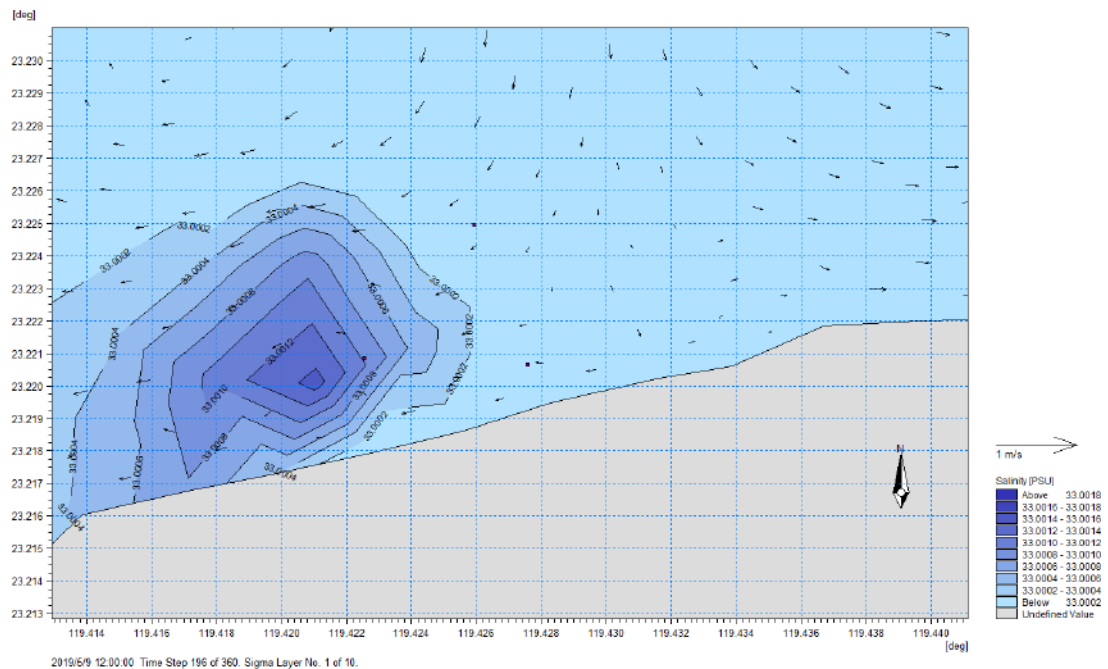 [deg]
23.230
23.229
23.228
23.227
23.226
23.225
23.224
23.223
23.222
23.221
23.220
23.219
23.218
23.217
23.216
23.215
23.214
23.213
33.0004
33.0002
33.0002
33.0004
33.0008
33.0006
33.0002
33.0002
33.0004
33.0012
33.0008
33.0002
33.0010
33.0008
33.0002
33.0004
33.0006
33.0004
33.0004
N
1 m/s
Salinity [PSU]
Above 33.0018
33.0016 - 33.0018
33.0014 - 33.0016
33.0012 - 33.0014
33.0010 - 33.0012
33.0008 - 33.0010
33.0006 - 33.0008
33.0004 - 33.0006
33.0002 - 33.0004
Below 33.0002
Undefined Value
119.414 119.416 119.418 119.420 119.422 119.424 119.426 119.428 119.430 119.432 119.434 119.436 119.438 119.440
[deg]
2019/5/9 12:00:00 Time Step 196 of 360. Sigma Layer No. 1 of 10.